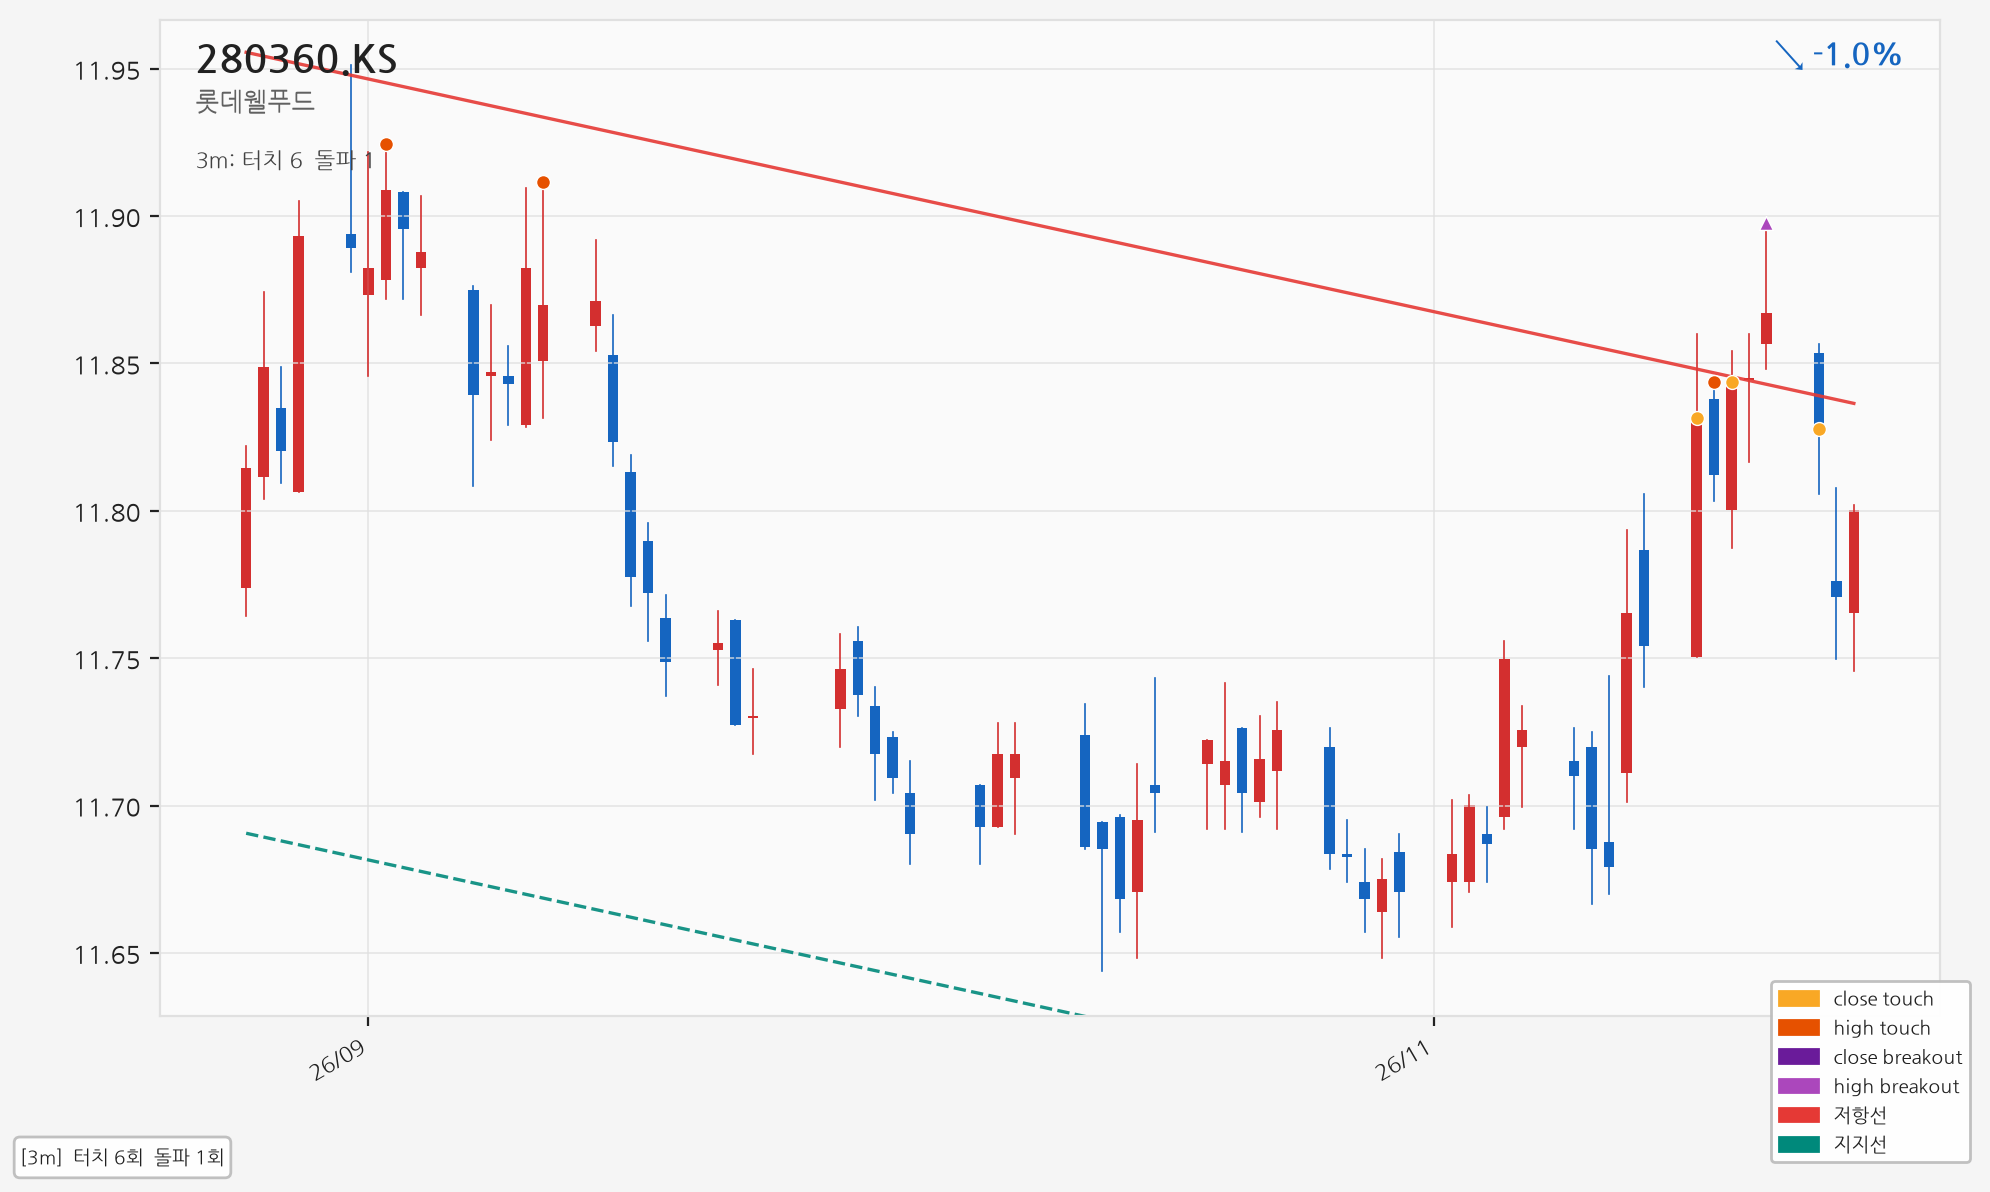 280360.KS
롯데웰푸드
3m: 터치 6 돌파 1
↘ -1.0%
11.95
11.90
11.85
11.80
11.75
11.70
11.65
26/09
26/11
close touch
high touch
close breakout
high breakout
저항선
지지선
[3m] 터치 6회 돌파 1회